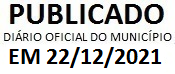 PUBLICADO
DIÁRIO OFICIAL DO MUNICÍPIO
EM 22/12/2021